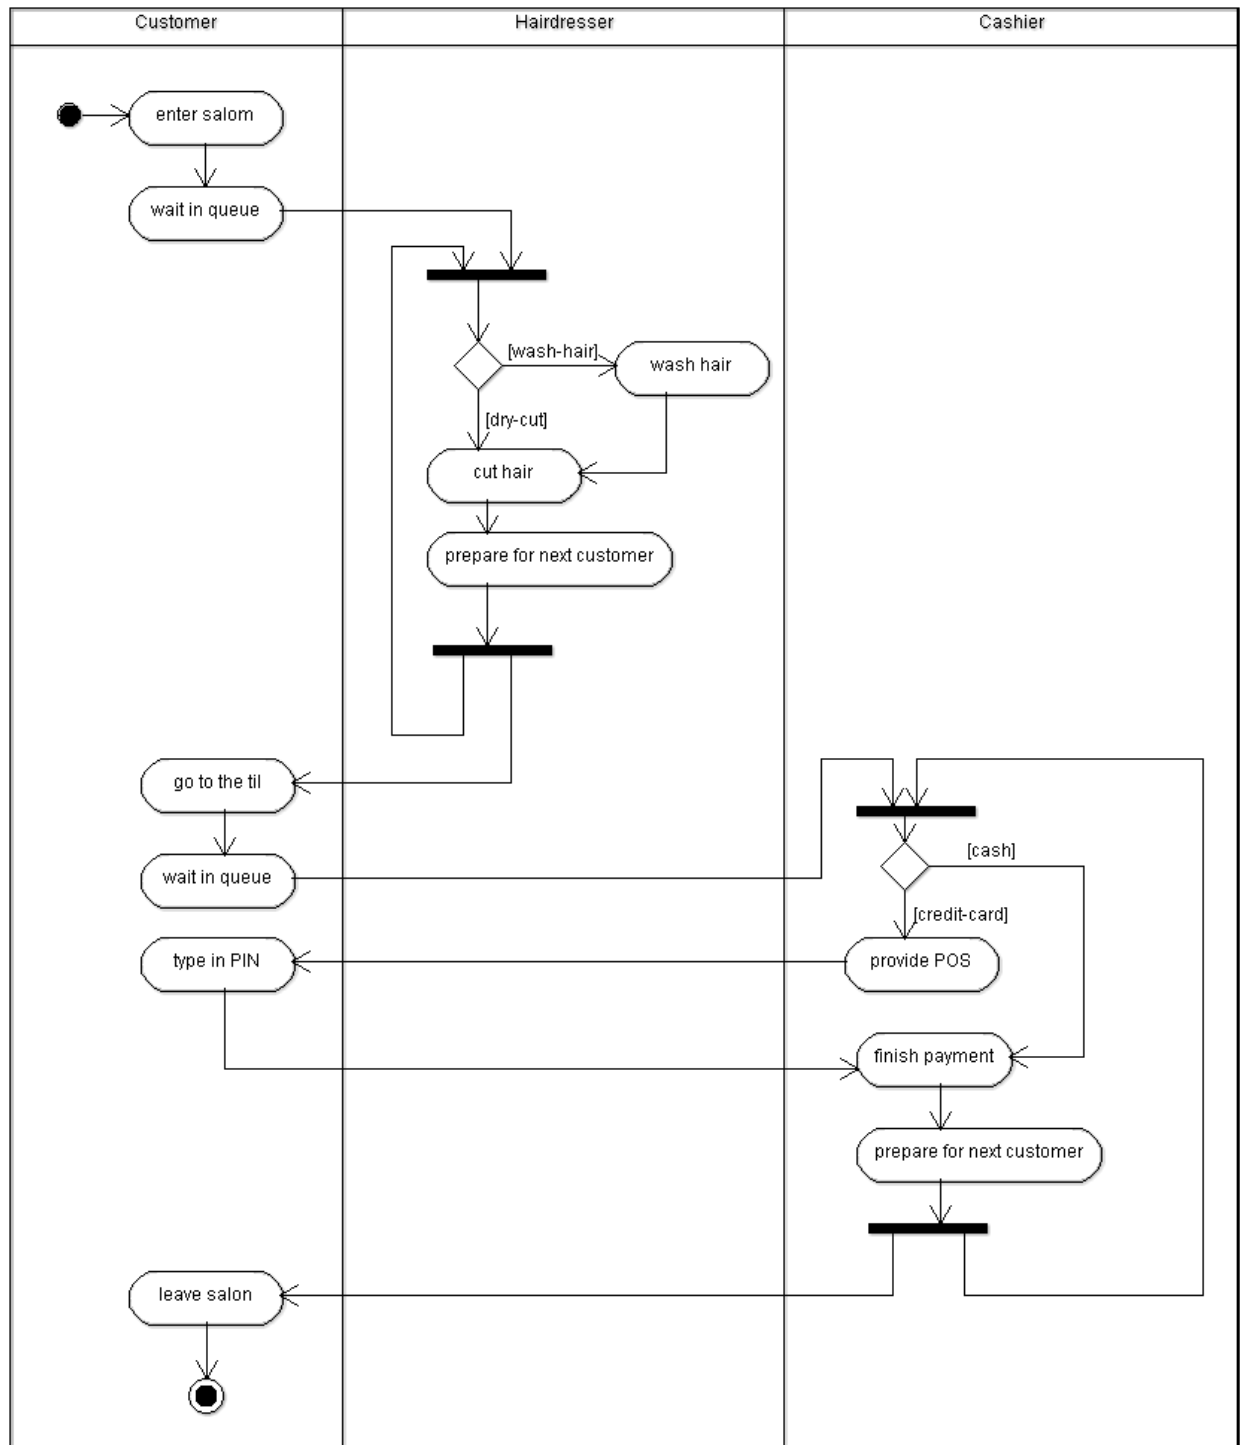 Customer
Hairdresser
Cashier
enter salom
wait in queue
[wash-hair]
wash hair
[dry-cut]
cut hair
prepare for next customer
go to the til
[cash]
wait in queue
[credit-card]
type in PIN
provide POS
finish payment
prepare for next customer
leave salon